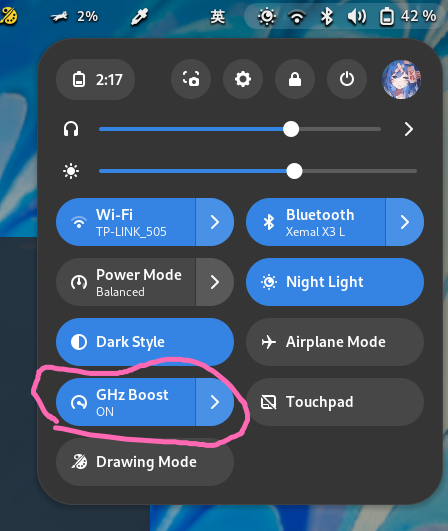 2%
英
42 %
2:17
Wi-Fi
TP-LINK_505
Bluetooth
Xemal X3 L
Power Mode
Balanced
Night Light
Dark Style
Airplane Mode
GHz Boost
ON
Touchpad
Drawing Mode